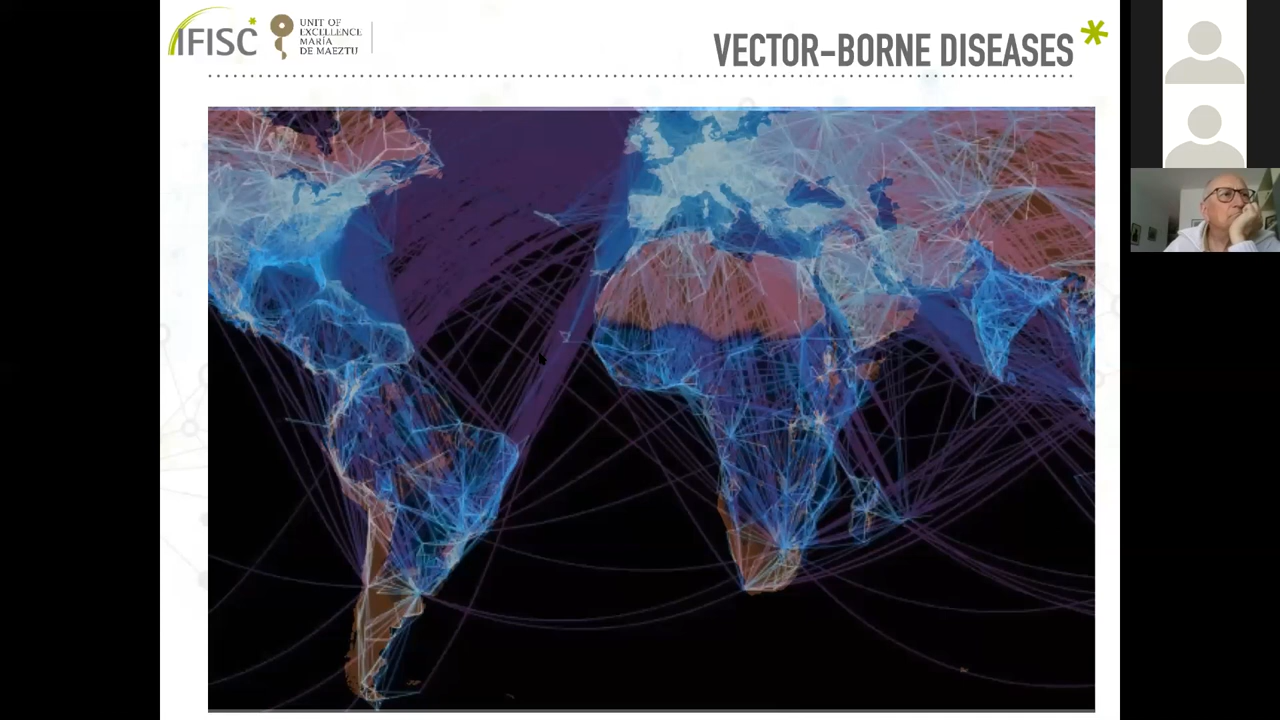 IFISC
UNIT OF
EXCELLENCE
MARÍA
DE MAEZTU
VECTOR-BORNE DISEASES